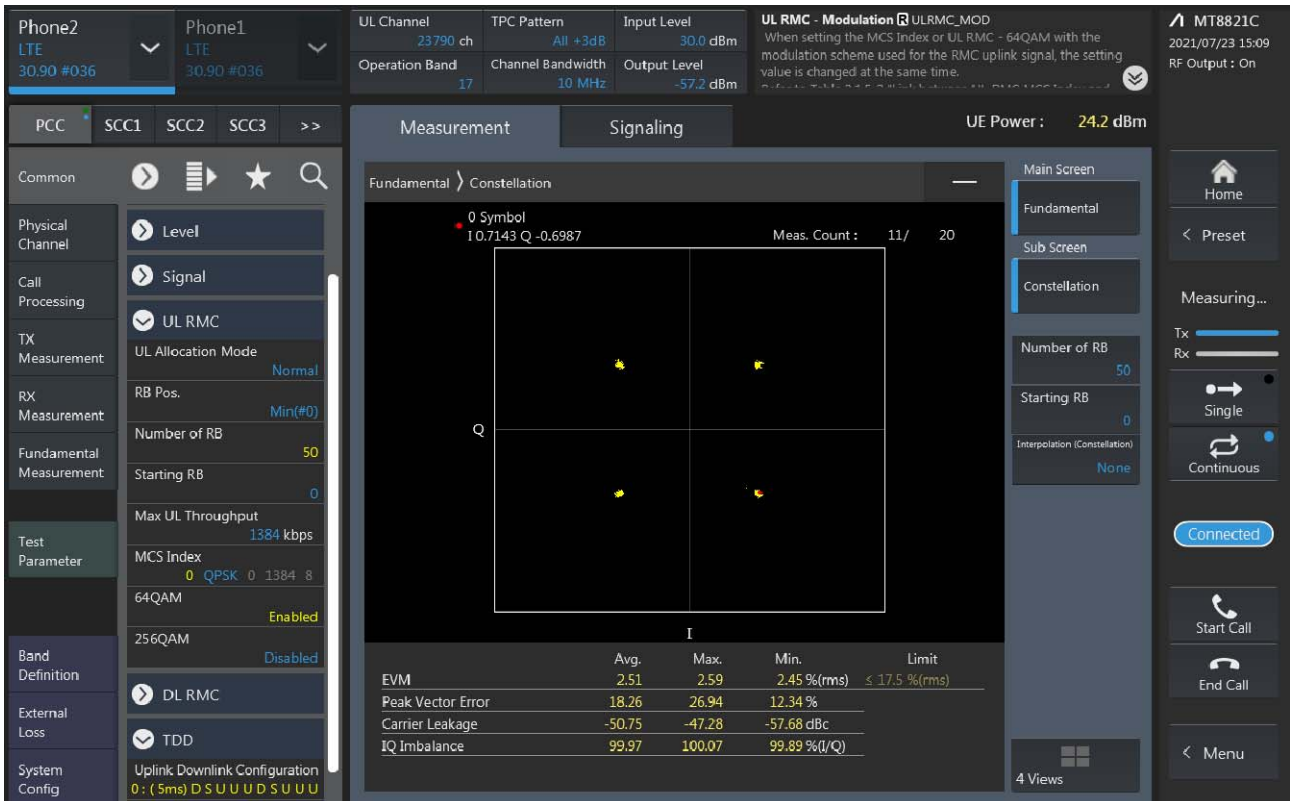 Phone2
LTE
30.90 #036
Phone1
LTE
30.90 #036
UL Channel
23790 ch
TPC Pattern
All +3dB
Input Level
30.0 dBm
Operation Band
17
Channel Bandwidth
10 MHz
Output Level
-57.2 dBm
UL RMC - Modulation R ULRMC_MOD
When setting the MCS Index or UL RMC - 64QAM with the
modulation scheme used for the RMC uplink signal, the setting
value is changed at the same time.
MT8821C
2021/07/23 15:09
RF Output : On
PCC SCC1 SCC2 SCC3 >>
Measurement
Signaling
UE Power : 24.2 dBm
Common
Physical
Channel
Call
Processing
TX
Measurement
RX
Measurement
Fundamental
Measurement
Test
Parameter
Band
Definition
External
Loss
System
Config
Level
Signal
UL RMC
UL Allocation Mode
Normal
RB Pos.
Min(#0)
Number of RB
50
Starting RB
0
Max UL Throughput
1384 kbps
MCS Index
0 QPSK 0 1384 8
64QAM
Enabled
256QAM
Disabled
DL RMC
TDD
Uplink Downlink Configuration
0 : ( 5ms) D S U U U D S U U U
Fundamental > Constellation
0 Symbol
I 0.7143 Q -0.6987
Meas. Count : 11/ 20
Q
I
Avg. Max. Min. Limit
EVM 2.51 2.59 2.45 %(rms) ≤ 17.5 %(rms)
Peak Vector Error 18.26 26.94 12.34 %
Carrier Leakage -50.75 -47.28 -57.68 dBc
IQ Imbalance 99.97 100.07 99.89 %(I/Q)
Main Screen
Fundamental
Sub Screen
Constellation
Number of RB
50
Starting RB
0
Interpolation (Constellation)
None
4 Views
Home
< Preset
Measuring...
Tx
Rx
Single
Continuous
Connected
Start Call
End Call
< Menu